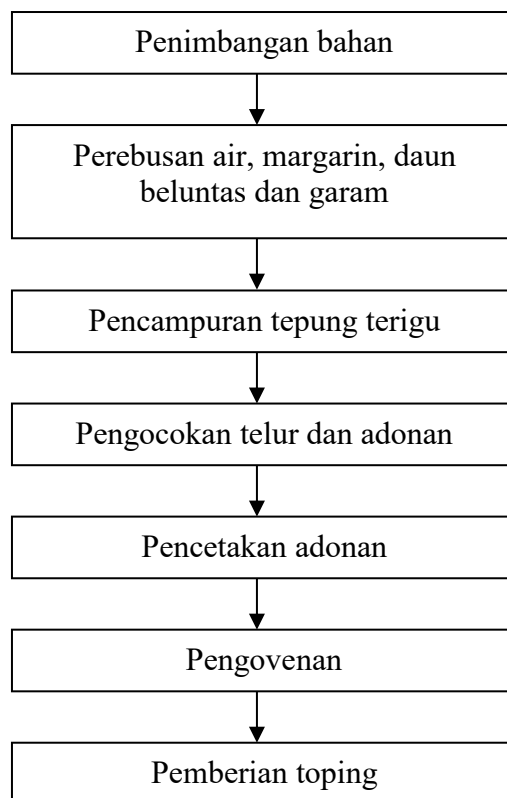 Penimbangan bahan
Perebusan air, margarin, daun
beluntas dan garam
Pencampuran tepung terigu
Pengocokan telur dan adonan
Pencetakan adonan
Pengovenan
Pemberian toping